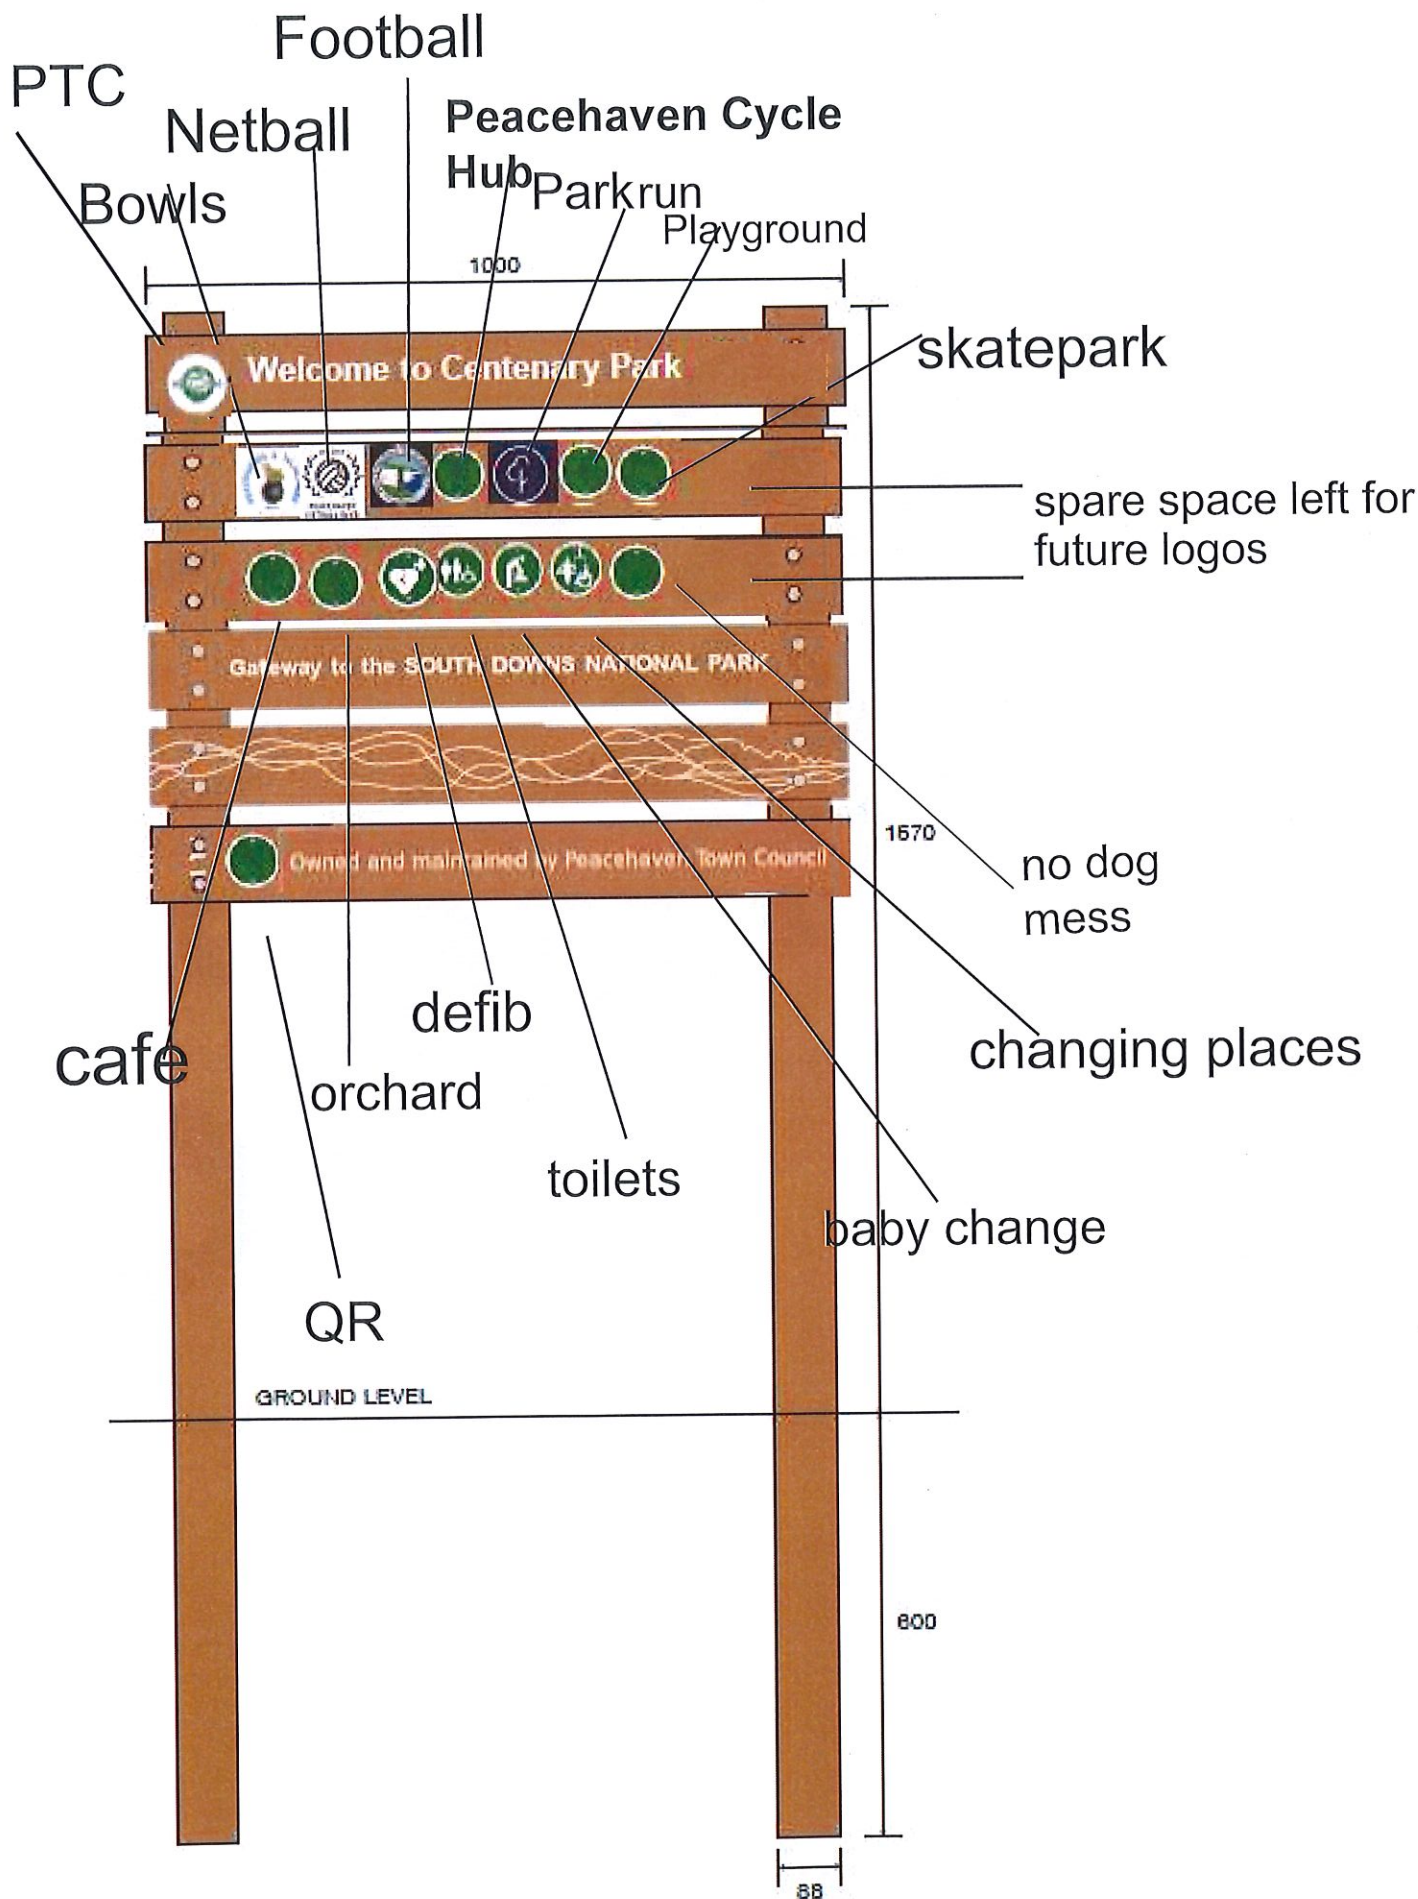 Football
PTC
Netball
Peacehaven Cycle
Hub
Parkrun
Bowls
Playground
1000
skatepark
Welcome to Centenary Park
spare space left for
future logos
Gateway to the SOUTH DOWNS NATIONAL PARK
1570
Owned and maintained by Peacehaven Town Council
no dog
mess
defib
cafe
orchard
changing places
toilets
baby change
QR
GROUND LEVEL
600
88